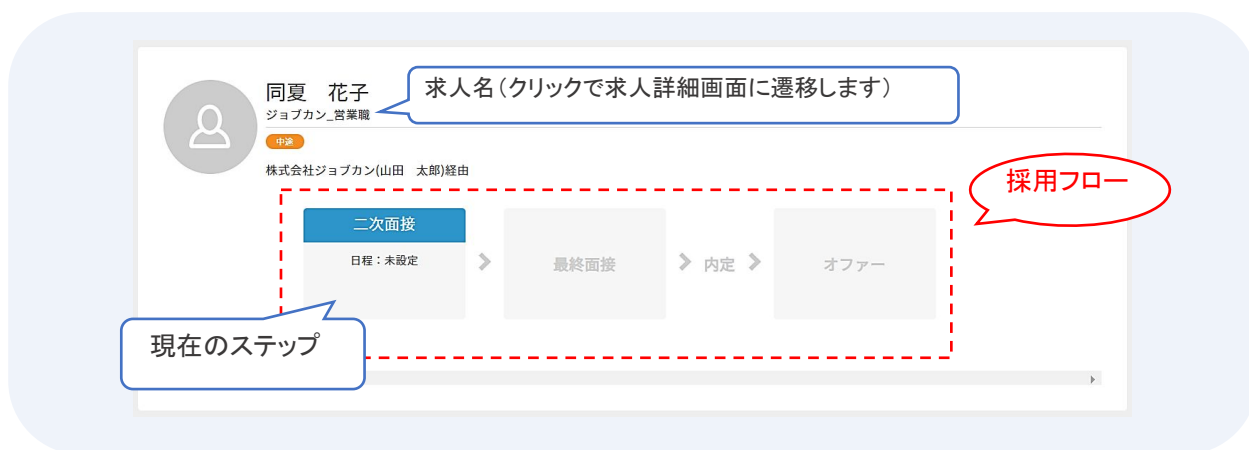 同夏　花子
求人名（クリックで求人詳細画面に遷移します）
ジョブカン_営業職
中途
株式会社ジョブカン(山田　太郎)経由
採用フロー
二次面接
日程：未設定
最終面接
内定
オファー
現在のステップ